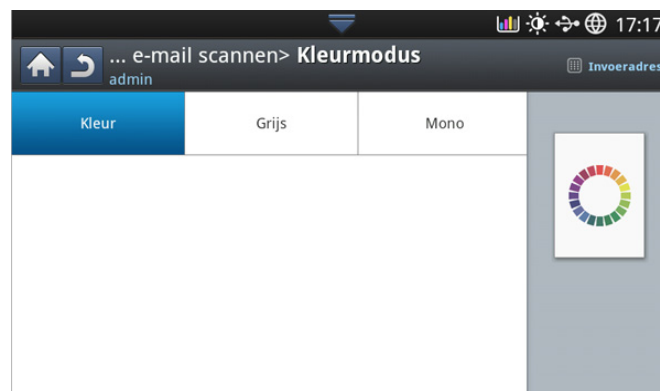 17:17
... e-mail scannen> Kleurmodus
admin
Invoeradres
Kleur Grijs Mono